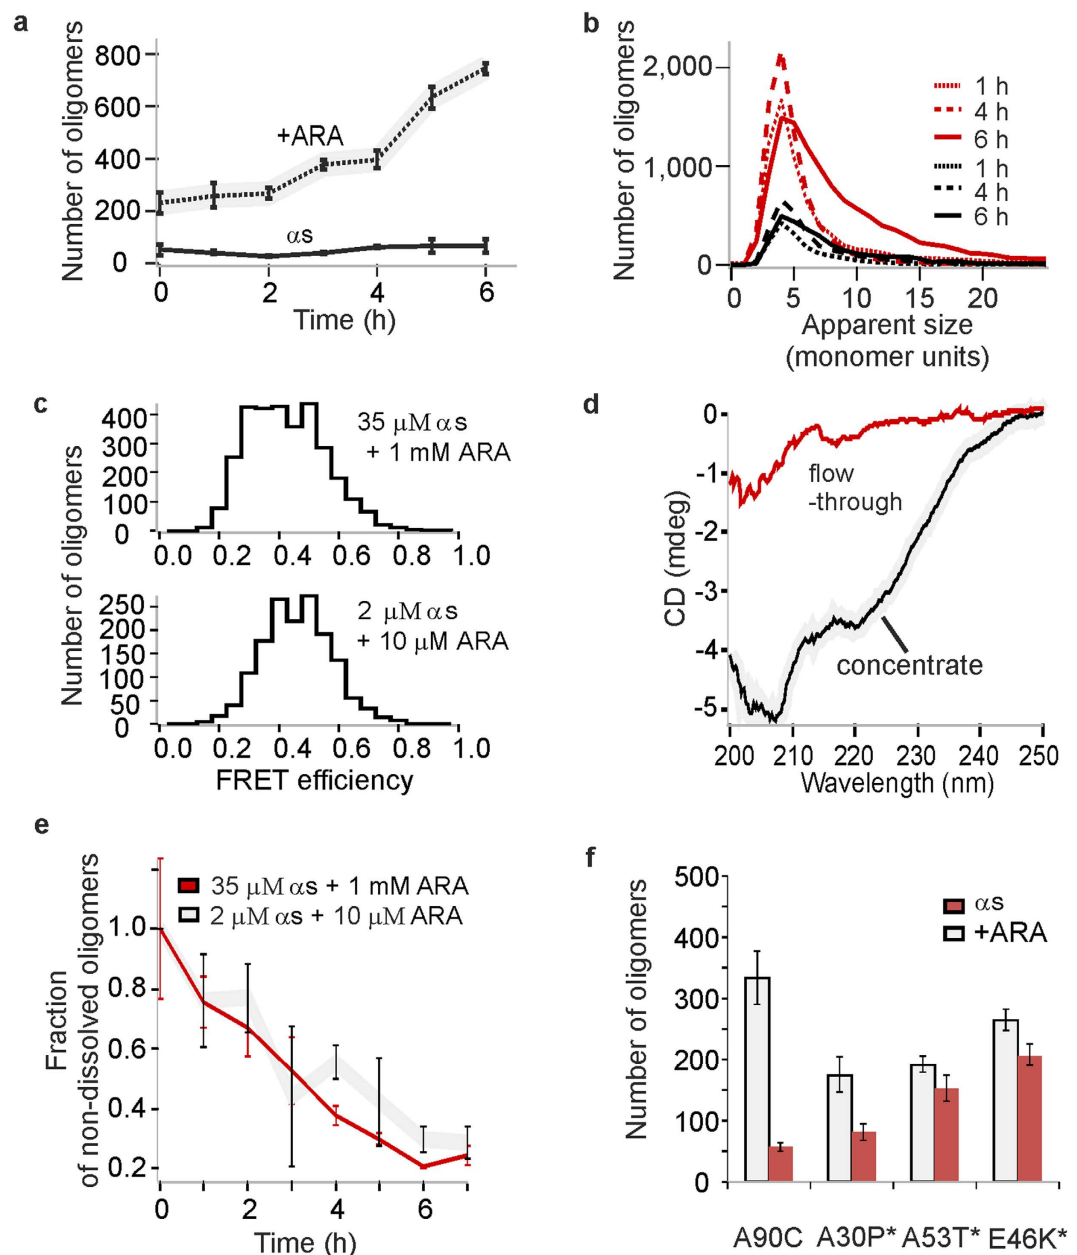 a
Number of oligomers
800
600
400
200
0
+ARA
αs
0 2 4 6
Time (h)
b
Number of oligomers
2,000
1,000
0
1 h
4 h
6 h
1 h
4 h
6 h
0 5 10 15 20
Apparent size
(monomer units)
c
Number of oligomers
400
300
200
100
0
35 μM αs
+ 1 mM ARA
0.0 0.2 0.4 0.6 0.8 1.0
250
200
150
100
50
0
2 μM αs
+ 10 μM ARA
0.0 0.2 0.4 0.6 0.8 1.0
FRET efficiency
d
CD (mdeg)
0
-1
-2
-3
-4
-5
flow
-through
concentrate
200 210 220 230 240 250
Wavelength (nm)
e
Fraction
of non-dissolved oligomers
1.0
0.8
0.6
0.4
0.2
35 μM αs + 1 mM ARA
2 μM αs + 10 μM ARA
0 2 4 6
Time (h)
f
Number of oligomers
500
400
300
200
100
0
αs
+ARA
A90C A30P* A53T* E46K*